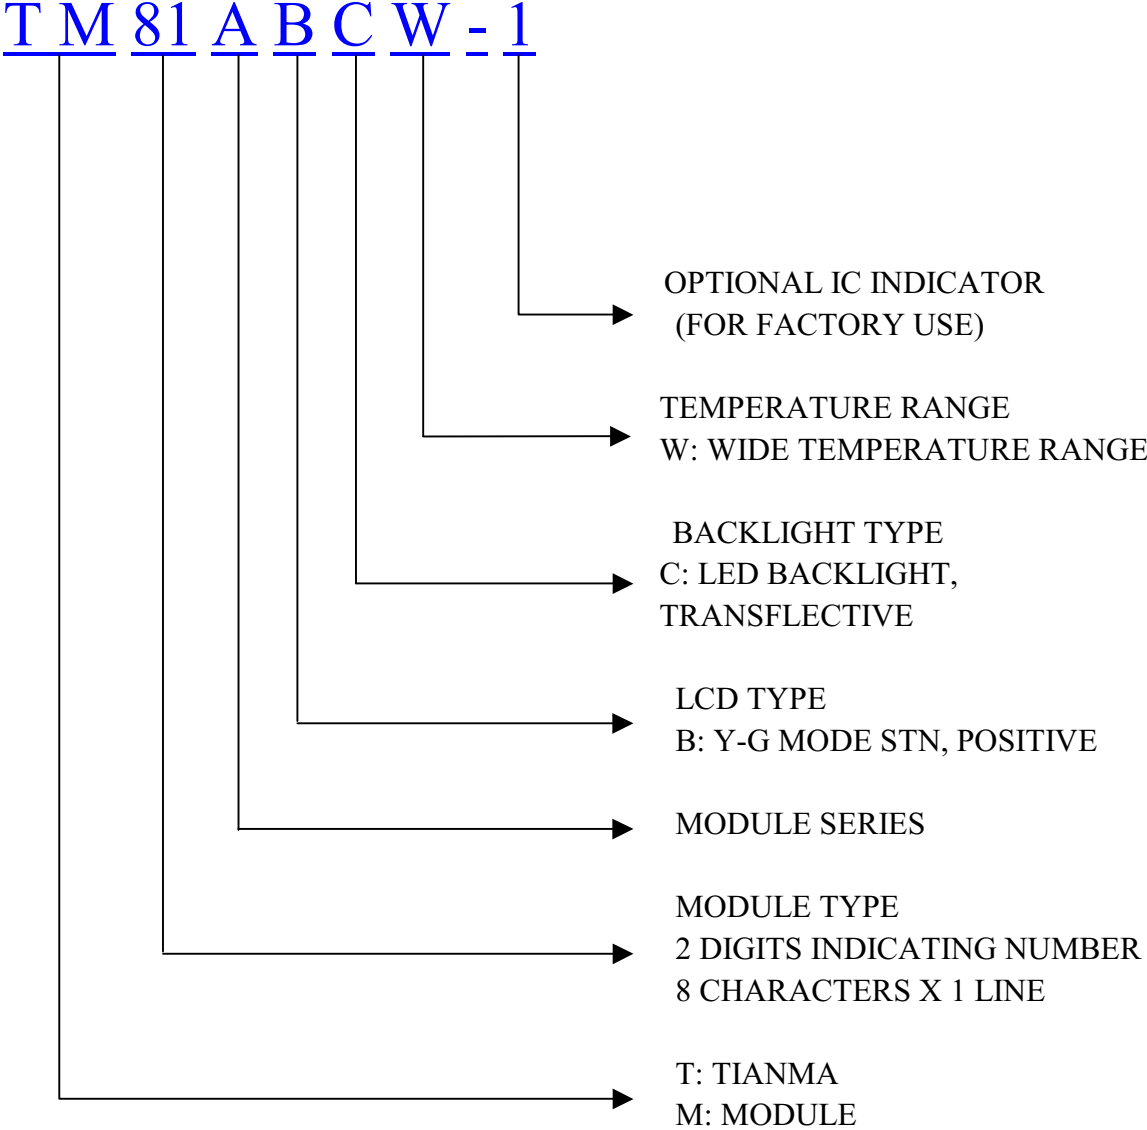 T M 81 A B C W - 1
OPTIONAL IC INDICATOR
(FOR FACTORY USE)
TEMPERATURE RANGE
W: WIDE TEMPERATURE RANGE
BACKLIGHT TYPE
C: LED BACKLIGHT,
TRANSFLECTIVE
LCD TYPE
B: Y-G MODE STN, POSITIVE
MODULE SERIES
MODULE TYPE
2 DIGITS INDICATING NUMBER
8 CHARACTERS X 1 LINE
T: TIANMA
M: MODULE